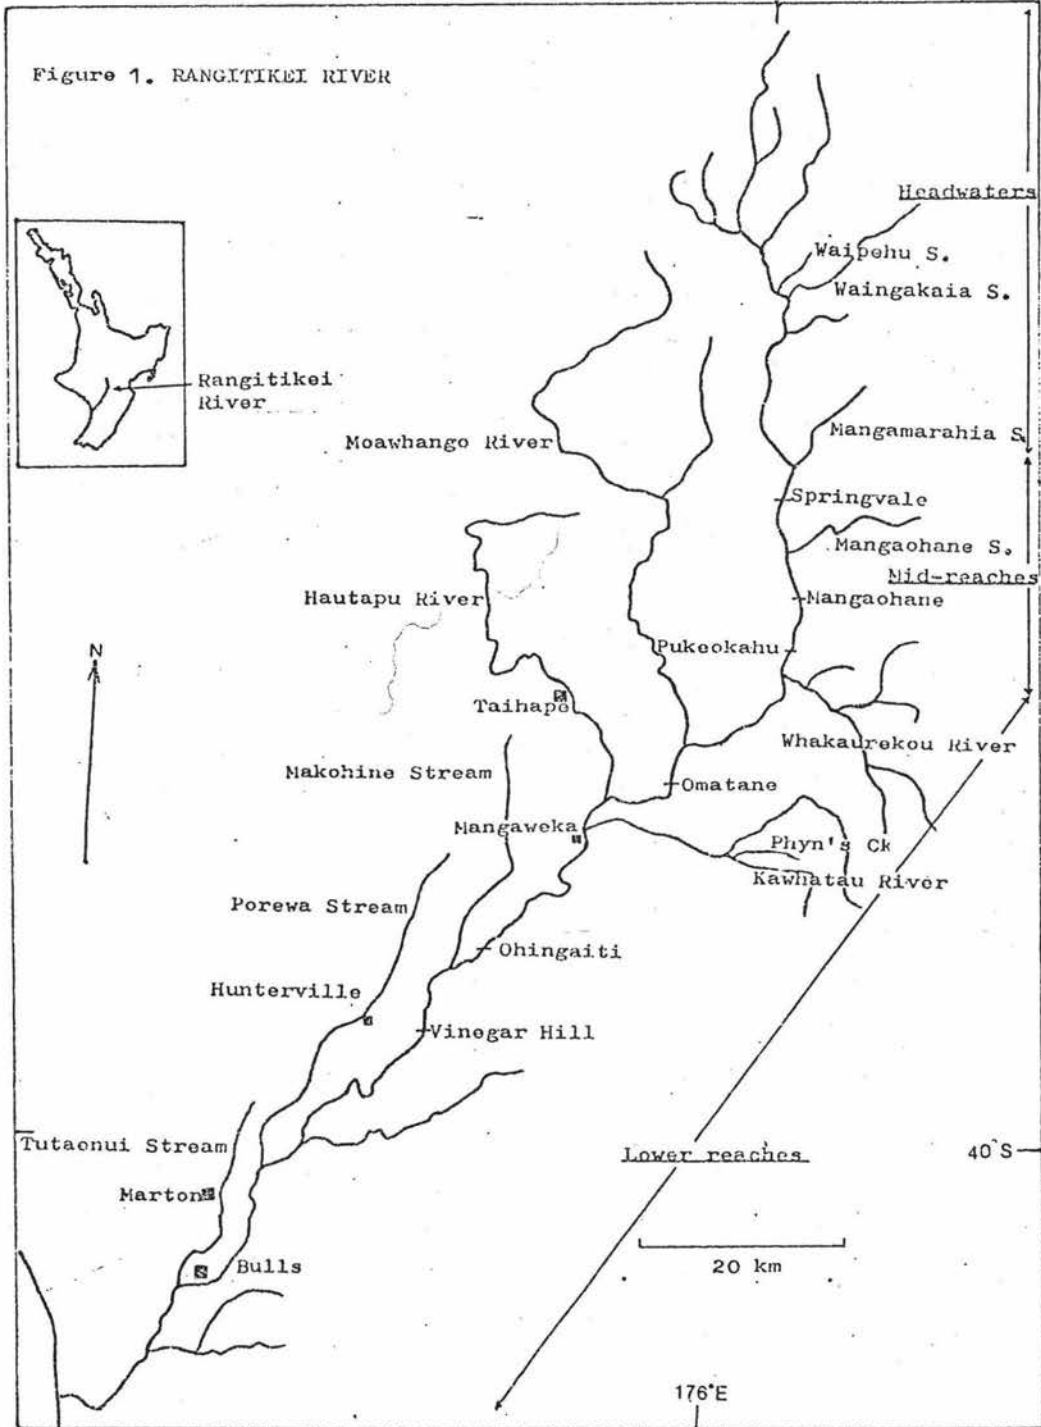 Figure 1. RANGITIKEI RIVER
Headwaters
Waipehu S.
Waingakaia S.
Rangitikei
River
Moawhango River
Mangamarahia S.
Springvale
Mangaohane S.
Mid-reaches
Hautapu River
Mangaohane
N
Pukeokahu
Taihape
Whakaurekou River
Makohine Stream
Omatane
Mangaweka
Phyn's Ck
Kawhatau River
Porewa Stream
Ohingaiti
Hunterville
Vinegar Hill
Tutaenui Stream
Lower reaches
40°S
Marton
Bulls
20 km
176°E